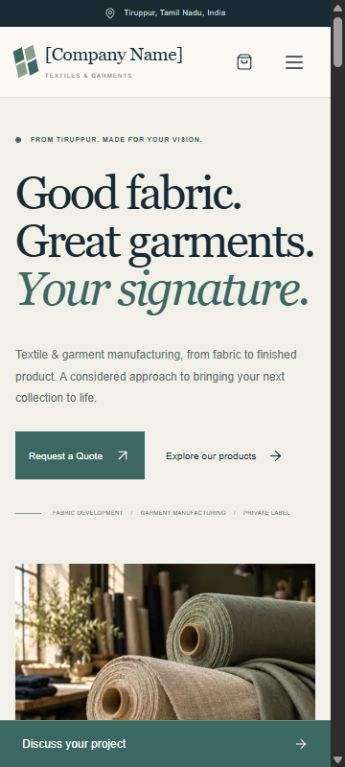 Tiruppur, Tamil Nadu, India
[Company Name]
TEXTILES & GARMENTS
FROM TIRUPPUR. MADE FOR YOUR VISION.
Good fabric.
Great garments.
Your signature.
Textile & garment manufacturing, from fabric to finished
product. A considered approach to bringing your next
collection to life.
Request a Quote
Explore our products
FABRIC DEVELOPMENT / GARMENT MANUFACTURING / PRIVATE LABEL
Discuss your project